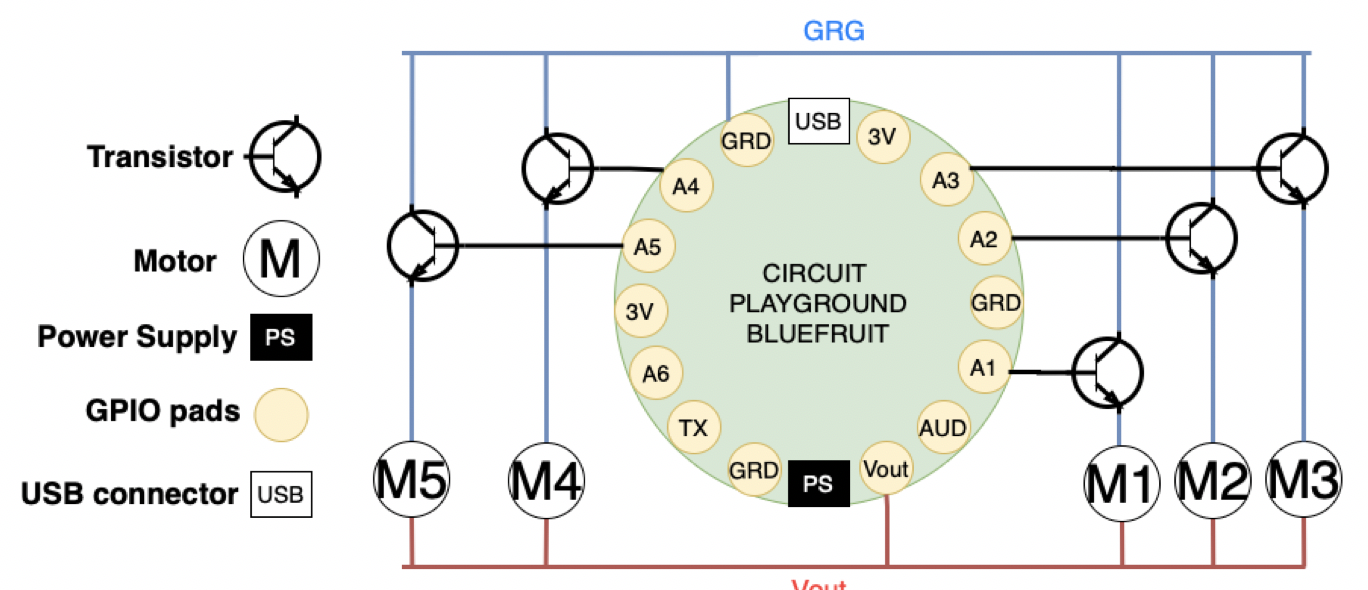 GRG
Transistor
Motor
M
Power Supply
PS
GPIO pads
USB connector
USB
USB
GRD
3V
A4
A3
A5
A2
CIRCUIT
PLAYGROUND
BLUEFRUIT
3V
GRD
A6
A1
TX
AUD
GRD
PS
Vout
M5
M4
M1
M2
M3
Vout